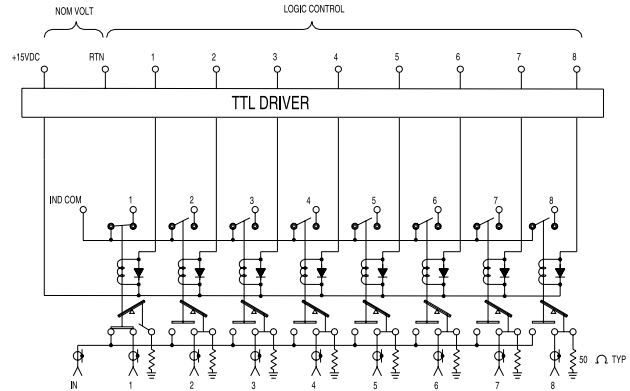 NOM VOLT LOGIC CONTROL
+15VDC RTN 1 2 3 4 5 6 7 8
TTL DRIVER
IND COM 1 2 3 4 5 6 7 8
50 Ω TYP
IN 1 2 3 4 5 6 7 8